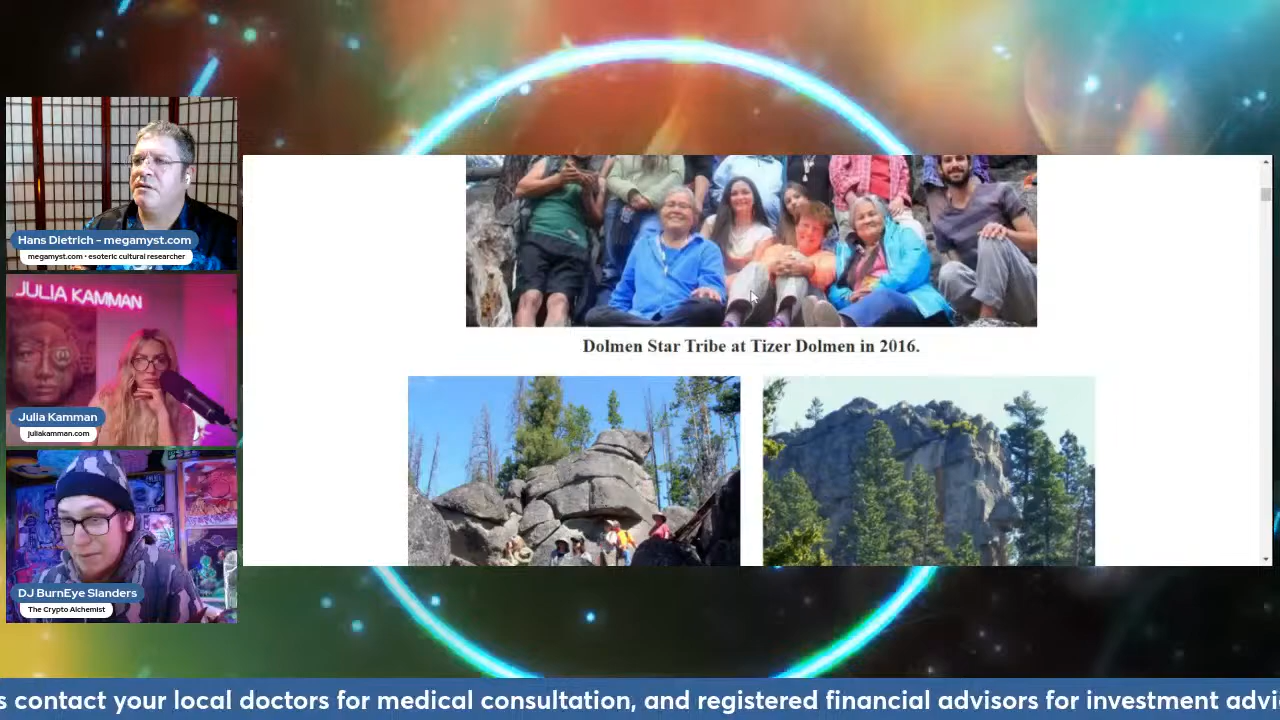 Hans Dietrich - megamyst.com
megamyst.com • esoteric cultural researcher
JULIA KAMMAN
Julia Kamman
juliakamman.com
DJ BurnEye Slanders
The Crypto Alchemist
Dolmen Star Tribe at Tizer Dolmen in 2016.
s contact your local doctors for medical consultation, and registered financial advisors for investment advi